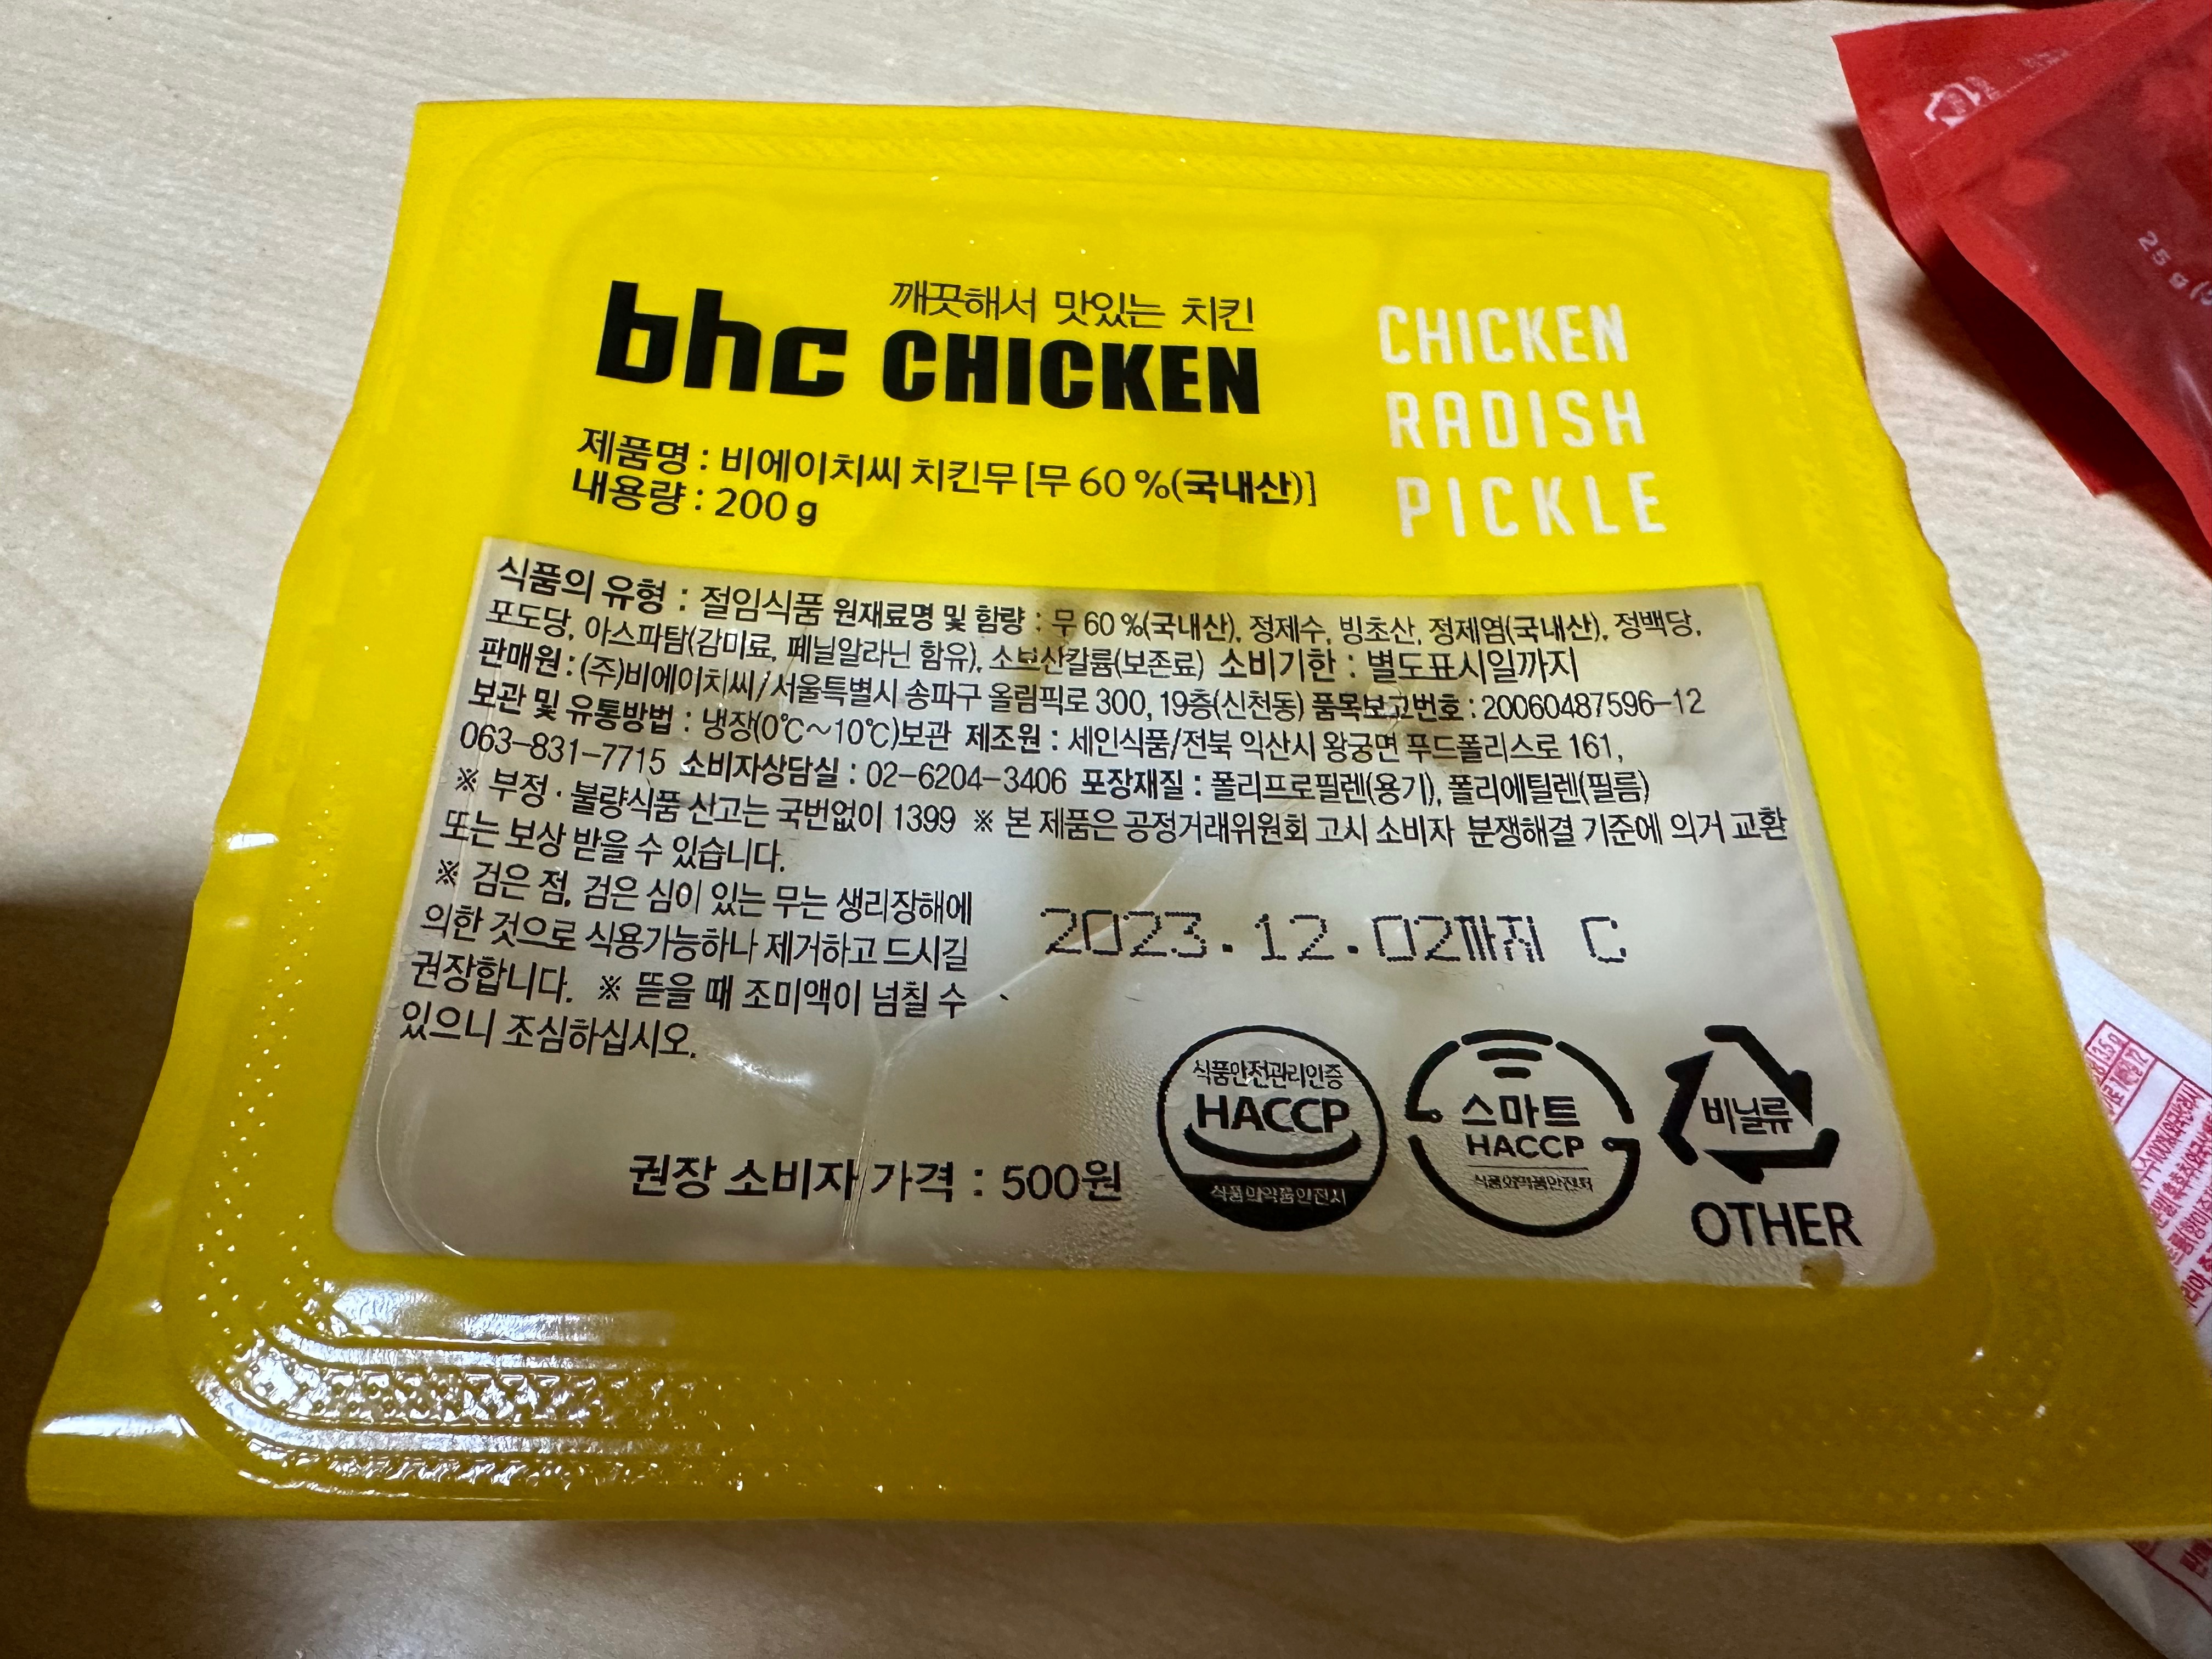 깨끗해서 맛있는 치킨
bhc CHICKEN
CHICKEN
RADISH
PICKLE
제품명 : 비에이치씨 치킨무 [무 60 %(국내산)]
내용량 : 200 g
식품의 유형 : 절임식품 원재료명 및 함량 : 무 60 %(국내산), 정제수, 빙초산, 정제염(국내산), 정백당,
포도당, 아스파탐(감미료, 페닐알라닌 함유), 소브산칼륨(보존료) 소비기한 : 별도표시일까지
판매원 : (주)비에이치씨/서울특별시 송파구 올림픽로 300, 19층(신천동) 품목보고번호 : 20060487596-12
보관 및 유통방법 : 냉장(0℃~10℃)보관 제조원 : 세인식품/전북 익산시 왕궁면 푸드폴리스로 161,
063-831-7715 소비자상담실 : 02-6204-3406 포장재질 : 폴리프로필렌(용기), 폴리에틸렌(필름)
※ 부정 · 불량식품 신고는 국번없이 1399 ※ 본 제품은 공정거래위원회 고시 소비자 분쟁해결 기준에 의거 교환
또는 보상 받을 수 있습니다.
※ 검은 점, 검은 심이 있는 무는 생리장해에
의한 것으로 식용가능하나 제거하고 드시길
권장합니다. ※ 뜯을 때 조미액이 넘칠 수
있으니 조심하십시오.
2023.12.02까지 C
권장 소비자 가격 : 500원
식품안전관리인증
HACCP
식품의약품안전처
스마트
HACCP
식품의약품안전처
비닐류
OTHER
25 g